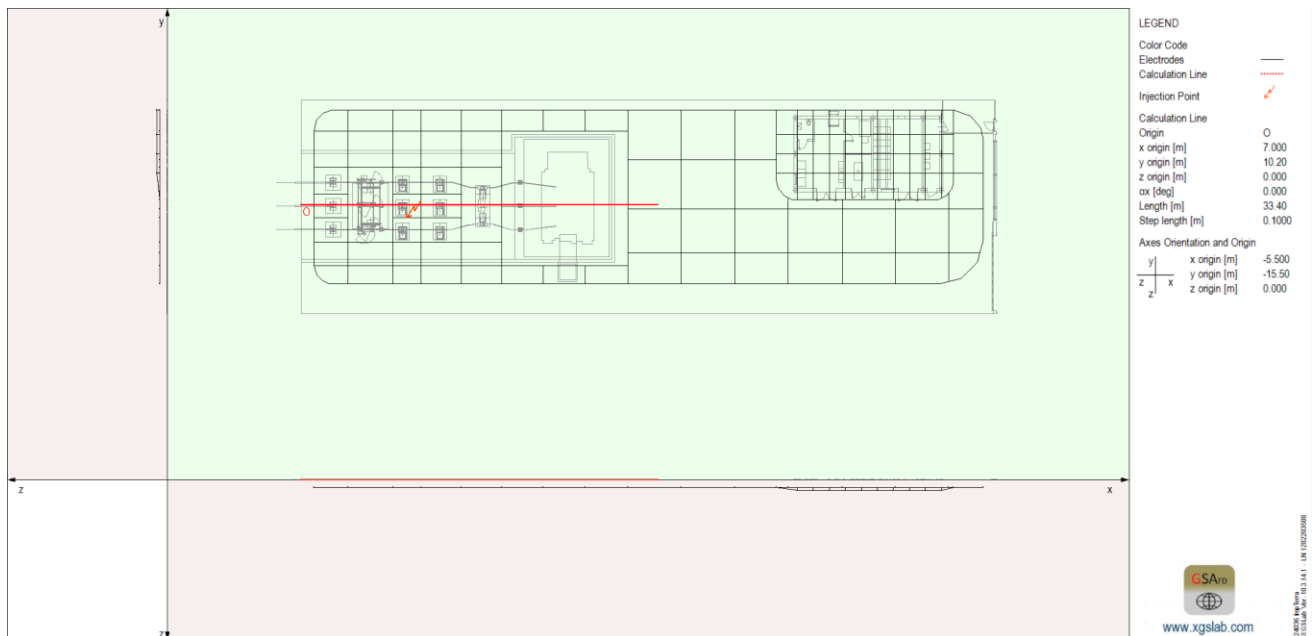 y
LEGEND
Color Code
Electrodes
Calculation Line
Injection Point
Calculation Line
Origin O
x origin [m] 7.000
y origin [m] 10.20
z origin [m] 0.000
αx [deg] 0.000
Length [m] 33.40
Step length [m] 0.1000
Axes Orientation and Origin
y x origin [m] -5.500
z x y origin [m] -15.50
z z origin [m] 0.000
O
z x
z
GSAFD
www.xgslab.com